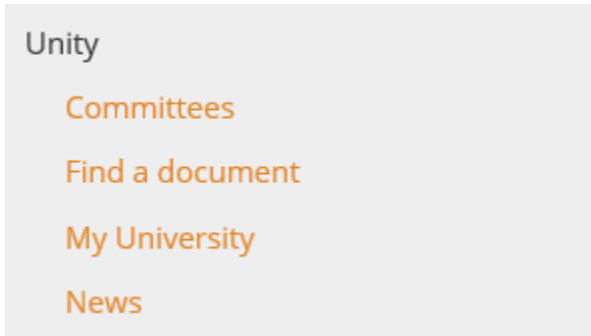 Unity
Committees
Find a document
My University
News